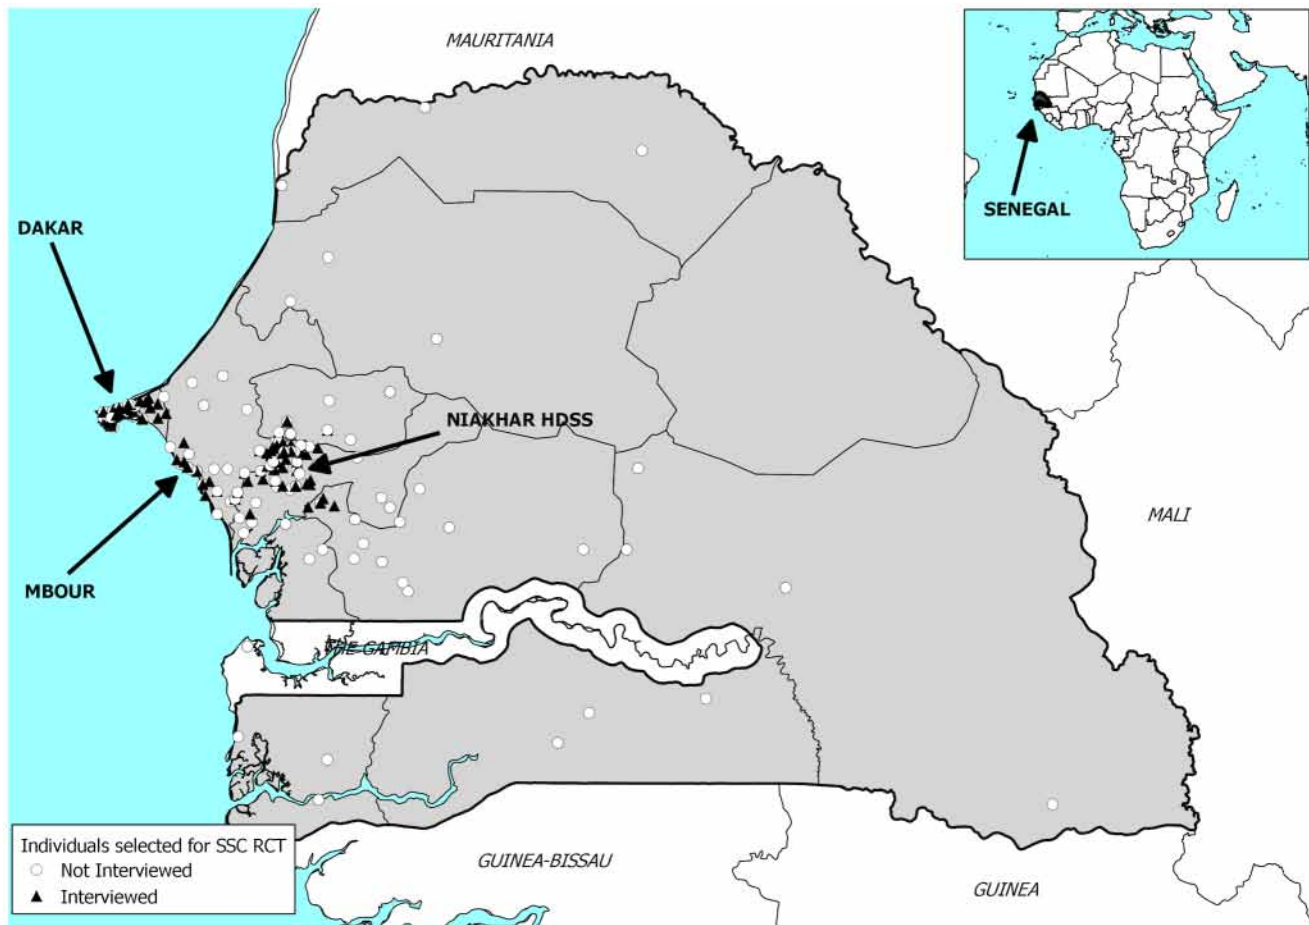 MAURITANIA
SENEGAL
DAKAR
NIAKHAR HDSS
MALI
MBOUR
THE GAMBIA
Individuals selected for SSC RCT
Not Interviewed
Interviewed
GUINEA-BISSAU
GUINEA